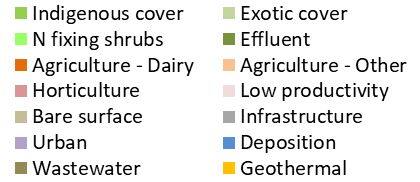 Indigenous cover Exotic cover
N fixing shrubs Effluent
Agriculture - Dairy Agriculture - Other
Horticulture Low productivity
Bare surface Infrastructure
Urban Deposition
Wastewater Geothermal